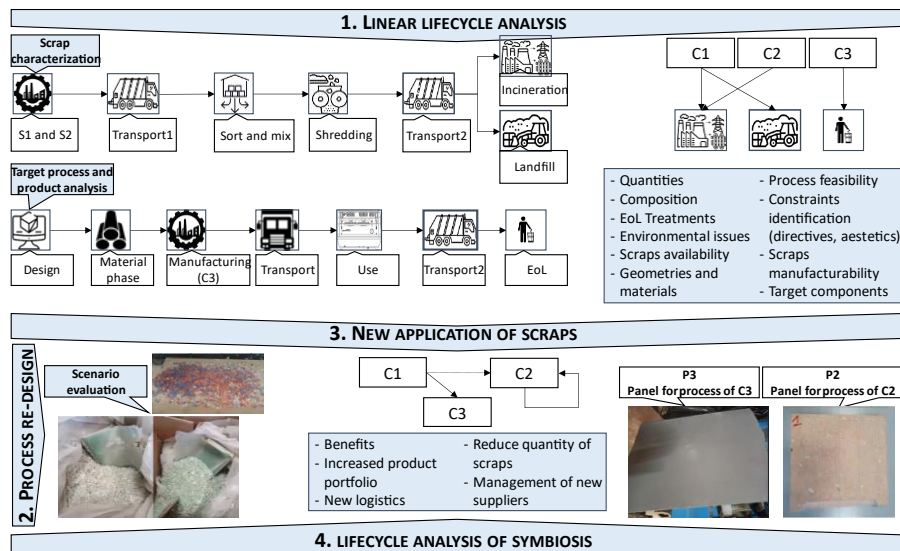 1. LINEAR LIFECYCLE ANALYSIS
Scrap
characterization
S1 and S2
Transport1
Sort and mix
Shredding
Transport2
Incineration
Landfill
C1
C2
C3
Target process and
product analysis
Design
Material
phase
Manufacturing
(C3)
Transport
Use
Transport2
EoL
- Quantities
- Composition
- EoL Treatments
- Environmental issues
- Scraps availability
- Geometries and
materials
- Process feasibility
- Constraints
identification
(directives, aestetics)
- Scraps
manufacturability
- Target components
3. NEW APPLICATION OF SCRAPS
2. PROCESS RE-DESIGN
Scenario
evaluation
C1
C2
C3
- Benefits
- Increased product
portfolio
- New logistics
- Reduce quantity of
scraps
- Management of new
suppliers
P3
Panel for process of C3
P2
Panel for process of C2
1
4. LIFECYCLE ANALYSIS OF SYMBIOSIS